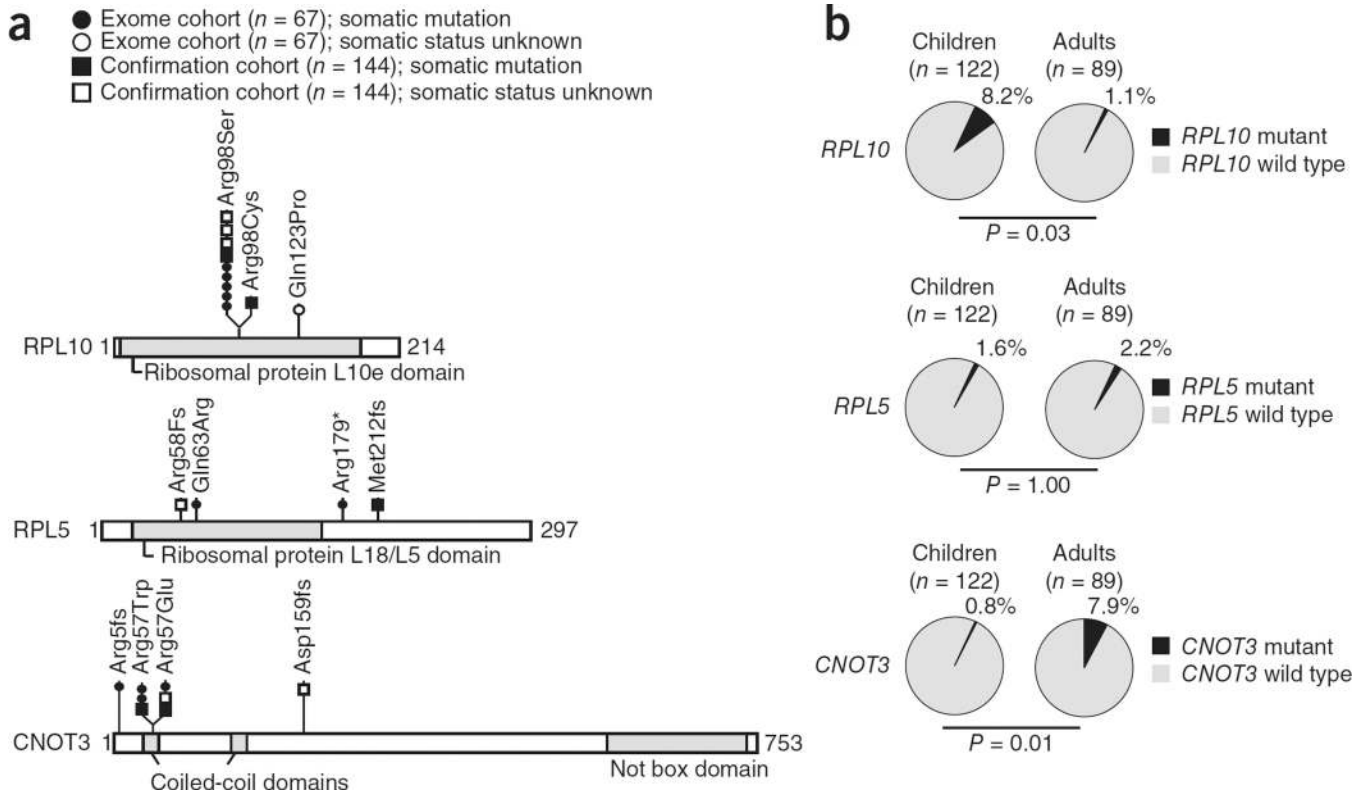 a
Exome cohort (n = 67); somatic mutation
Exome cohort (n = 67); somatic status unknown
Confirmation cohort (n = 144); somatic mutation
Confirmation cohort (n = 144); somatic status unknown
Arg98Ser
Arg98Cys
Gln123Pro
RPL10 1
214
Ribosomal protein L10e domain
Arg58Fs
Gln63Arg
Arg179*
Met212fs
RPL5 1
297
Ribosomal protein L18/L5 domain
Arg5fs
Arg57Trp
Arg57Glu
Asp159fs
CNOT3 1
753
Coiled-coil domains
Not box domain
b
Children
(n = 122)
Adults
(n = 89)
8.2%
1.1%
RPL10
RPL10 mutant
RPL10 wild type
P = 0.03
Children
(n = 122)
Adults
(n = 89)
1.6%
2.2%
RPL5
RPL5 mutant
RPL5 wild type
P = 1.00
Children
(n = 122)
Adults
(n = 89)
0.8%
7.9%
CNOT3
CNOT3 mutant
CNOT3 wild type
P = 0.01